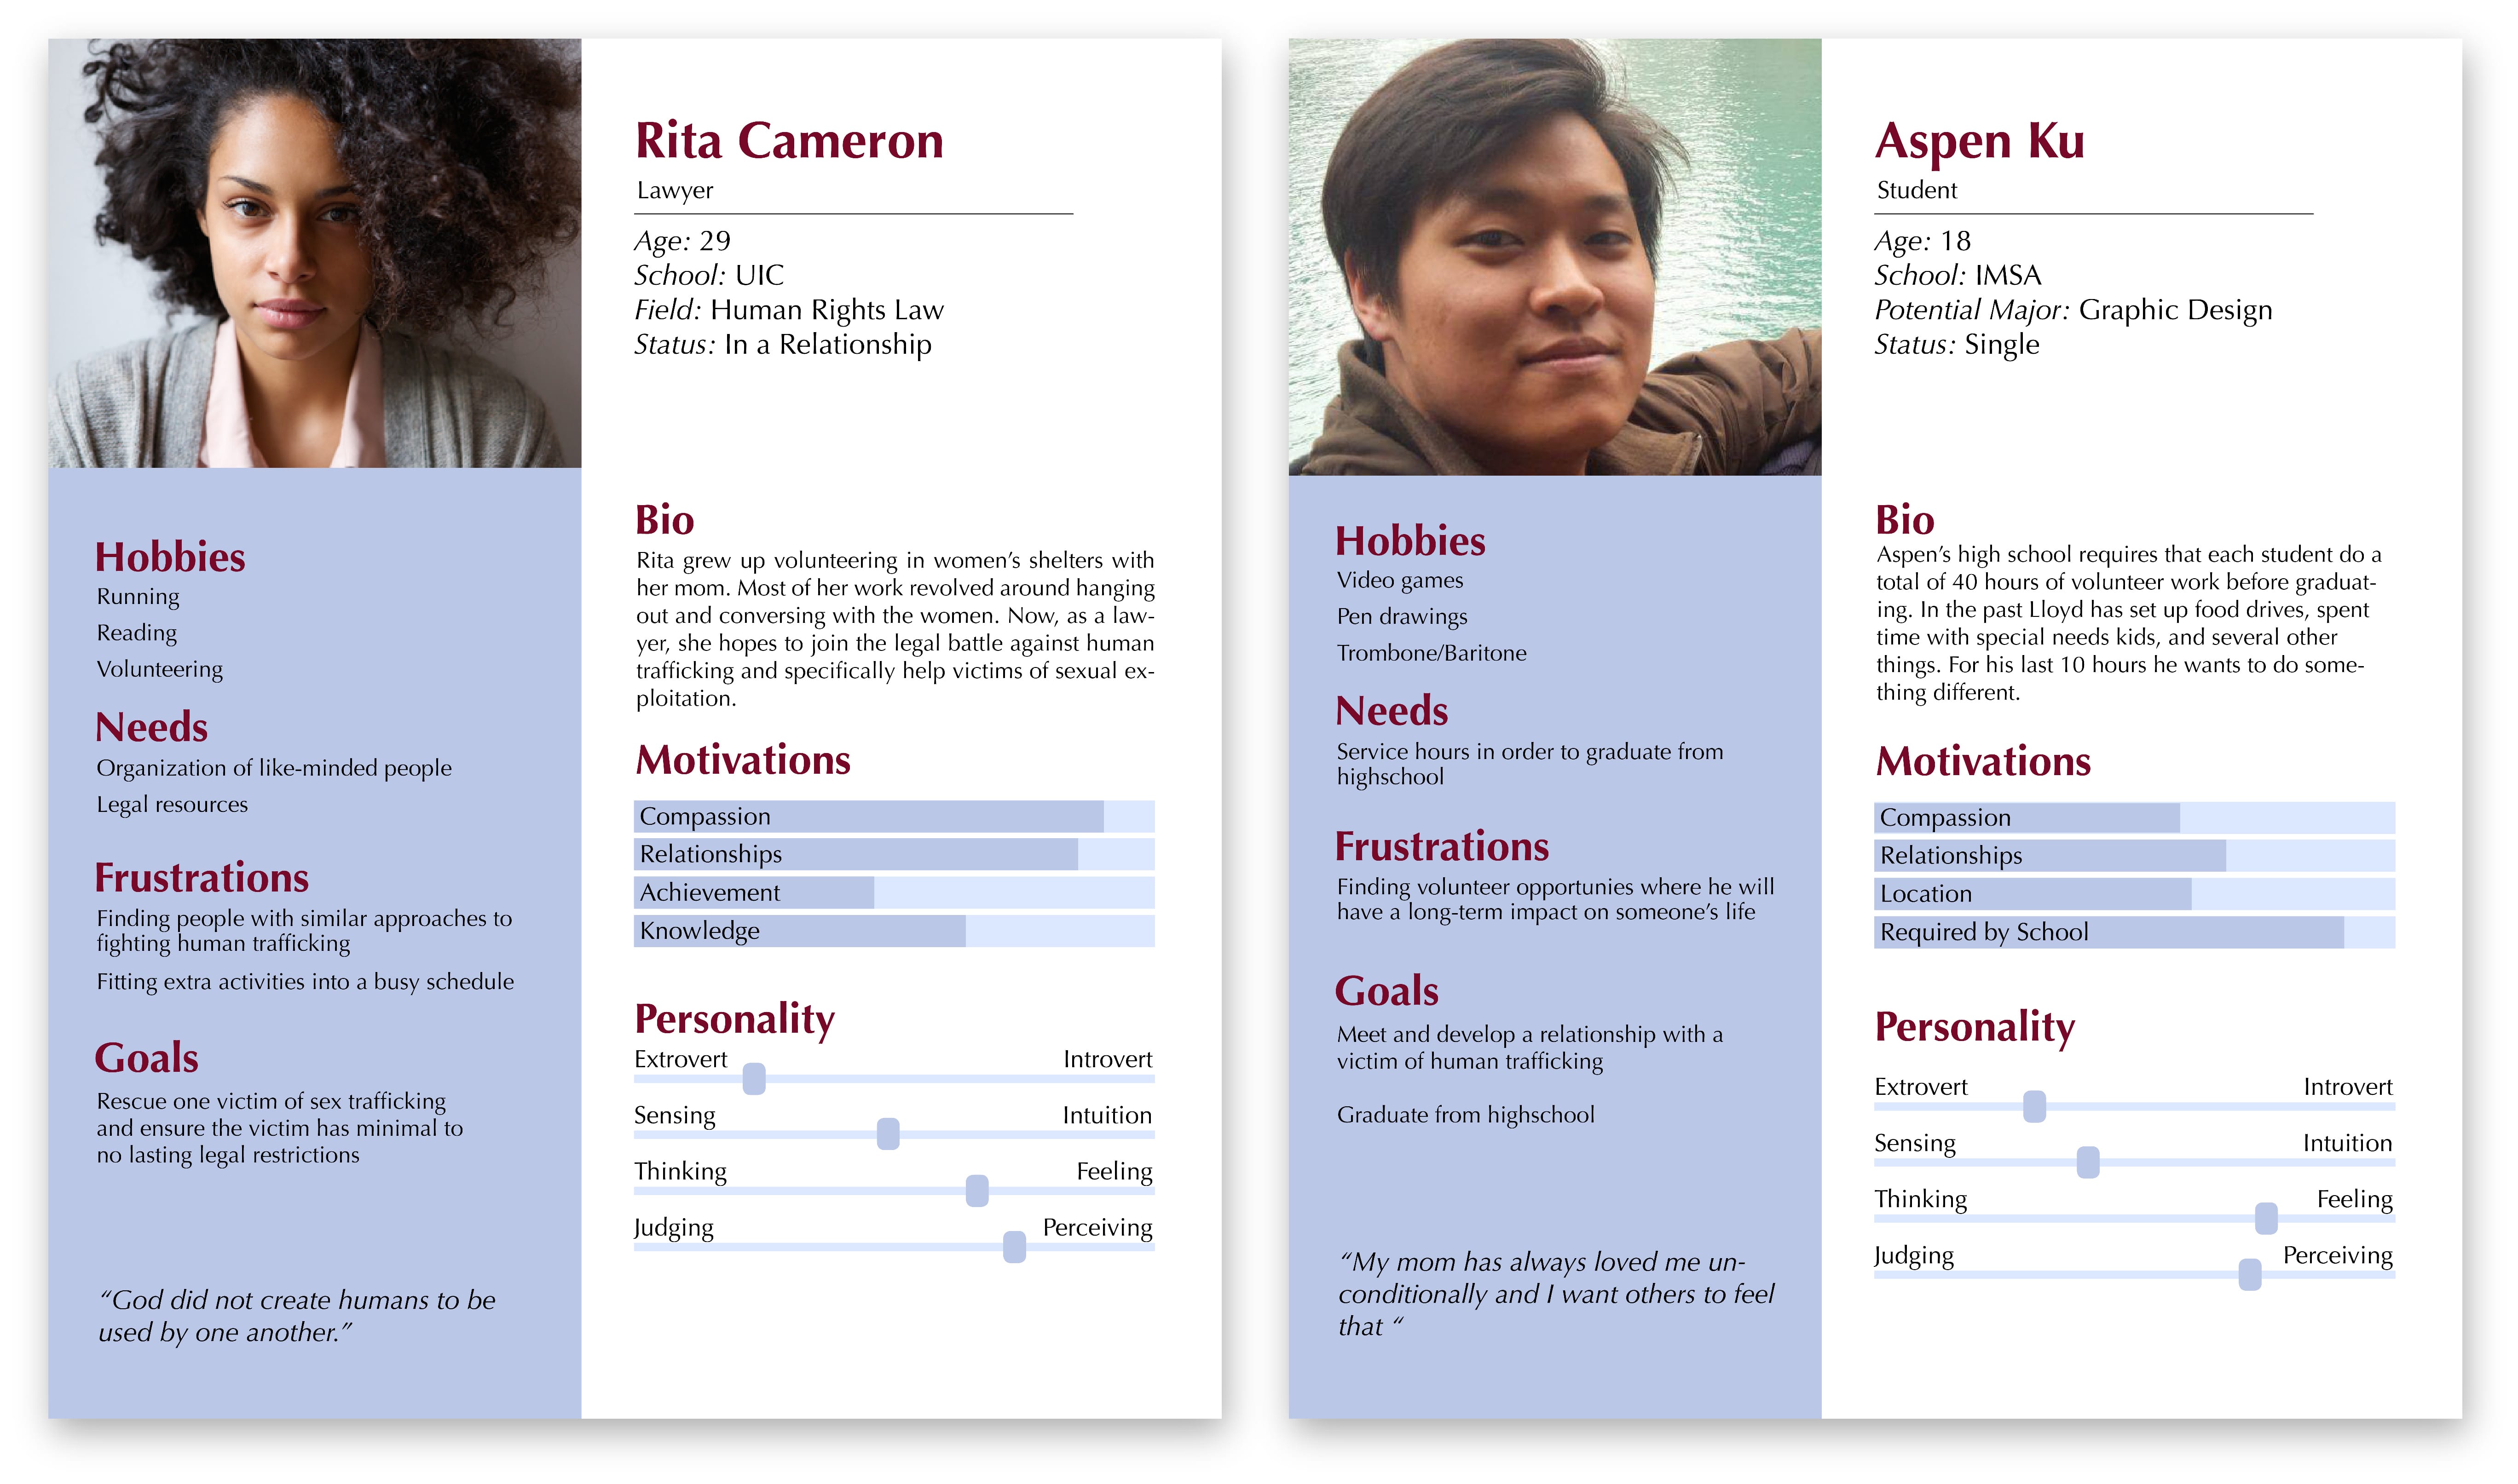 Rita Cameron
Lawyer
Age: 29
School: UIC
Field: Human Rights Law
Status: In a Relationship
Hobbies
Running
Reading
Volunteering
Needs
Organization of like-minded people
Legal resources
Frustrations
Finding people with similar approaches to
fighting human trafficking
Fitting extra activities into a busy schedule
Goals
Rescue one victim of sex trafficking
and ensure the victim has minimal to
no lasting legal restrictions
“God did not create humans to be
used by one another.”
Bio
Rita grew up volunteering in women’s shelters with
her mom. Most of her work revolved around hanging
out and conversing with the women. Now, as a law-
yer, she hopes to join the legal battle against human
trafficking and specifically help victims of sexual ex-
ploitation.
Motivations
Compassion
Relationships
Achievement
Knowledge
Personality
Extrovert Introvert
Sensing Intuition
Thinking Feeling
Judging Perceiving
Aspen Ku
Student
Age: 18
School: IMSA
Potential Major: Graphic Design
Status: Single
Hobbies
Video games
Pen drawings
Trombone/Baritone
Needs
Service hours in order to graduate from
highschool
Frustrations
Finding volunteer opportunies where he will
have a long-term impact on someone’s life
Goals
Meet and develop a relationship with a
victim of human trafficking
Graduate from highschool
“My mom has always loved me un-
conditionally and I want others to feel
that “
Bio
Aspen’s high school requires that each student do a
total of 40 hours of volunteer work before graduat-
ing. In the past Lloyd has set up food drives, spent
time with special needs kids, and several other
things. For his last 10 hours he wants to do some-
thing different.
Motivations
Compassion
Relationships
Location
Required by School
Personality
Extrovert Introvert
Sensing Intuition
Thinking Feeling
Judging Perceiving